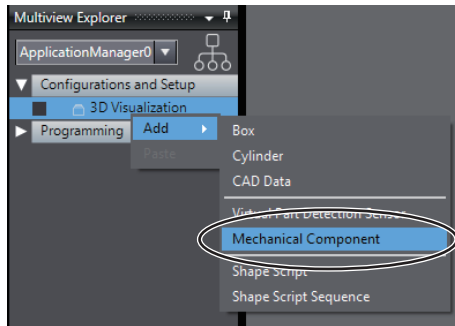 Multiview Explorer
ApplicationManager0
Configurations and Setup
3D Visualization
Programming
Add
Paste
Box
Cylinder
CAD Data
Virtual Part Detection Sensor
Mechanical Component
Shape Script
Shape Script Sequence